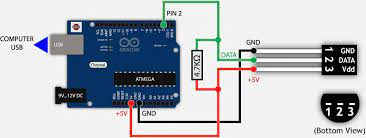 PIN 2
COMPUTER
USB
USB
ARDUINO
ATMEGA
9V...12V DC
+5V
GND
4.7KΩ
GND
DATA
+5V
1 GND
2 DATA
3 Vdd
1 2 3
(Bottom View)